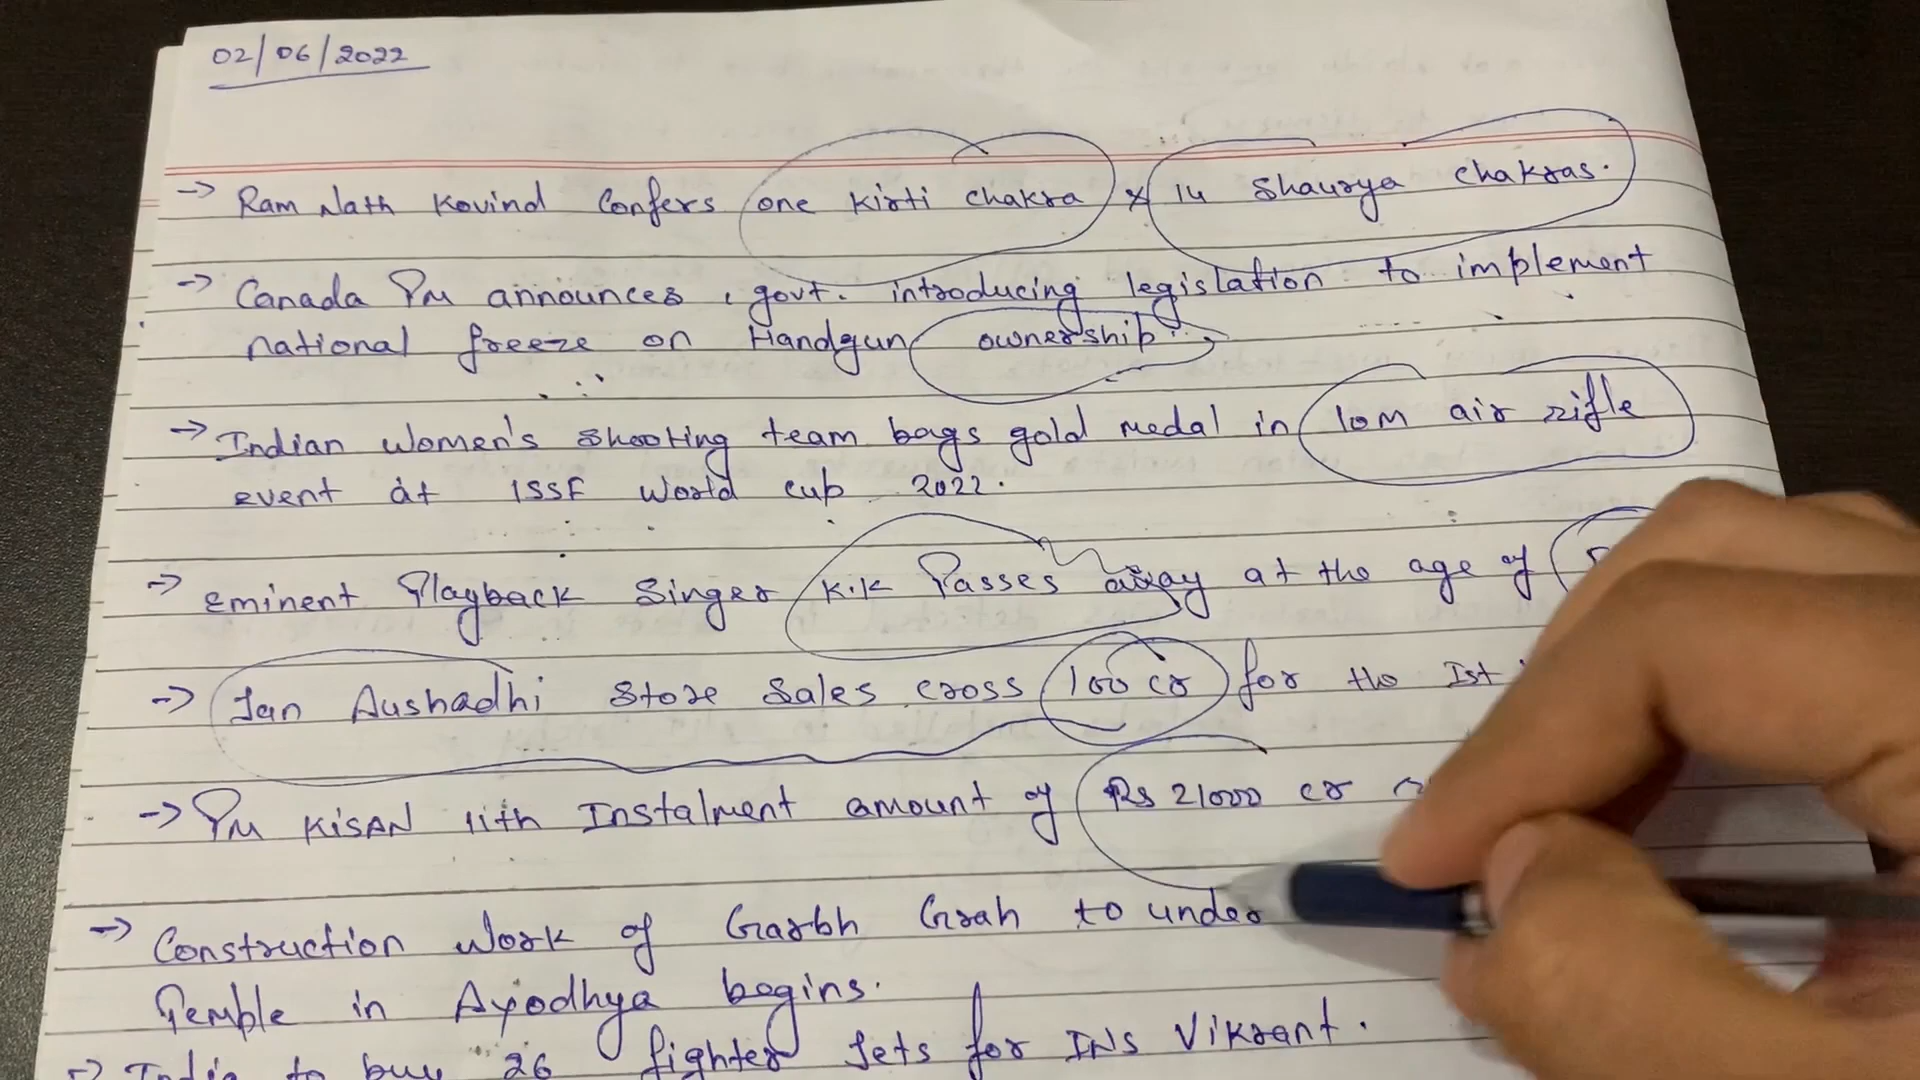 02/06/2022
-> Ram Nath Kovind Confers one Kirti Chakra & 14 Shaurya Chakras.
-> Canada PM announces, govt. introducing legislation to implement
national freeze on Handgun ownership.
-> Indian Women's Shooting team bags gold medal in 10M air rifle
event at ISSF World Cup 2022.
-> Eminent Playback Singer K.K Passes away at the age of
-> Jan Aushadhi Store Sales cross 100 cr for the Ist
-> PM KISAN 11th Instalment amount of Rs 21000 cr
-> Construction Work of Garbh Grah to under
Temple in Ayodhya begins.
-> India to buy 26 fighter Jets for INS Vikrant.